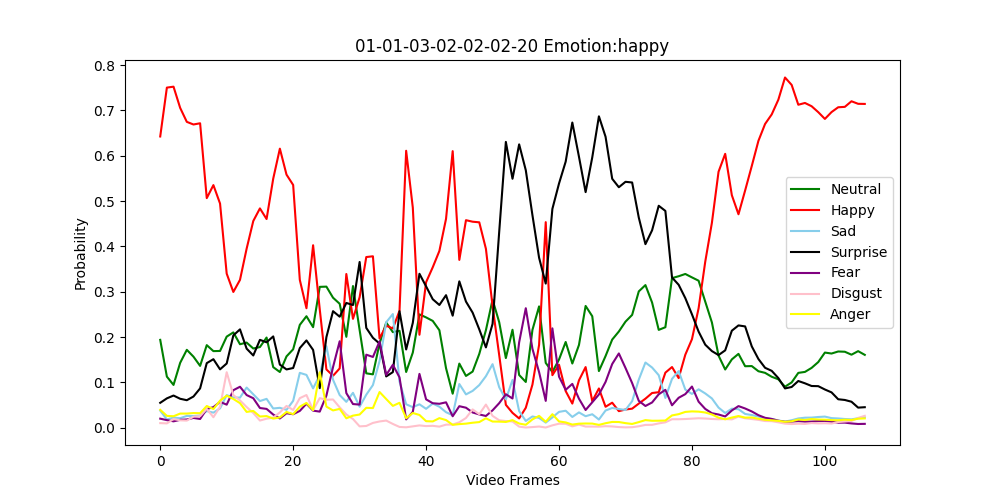 01-01-03-02-02-02-20 Emotion:happy
Probability
0.8
0.7
0.6
0.5
0.4
0.3
0.2
0.1
0.0
Neutral
Happy
Sad
Surprise
Fear
Disgust
Anger
0 20 40 60 80 100
Video Frames